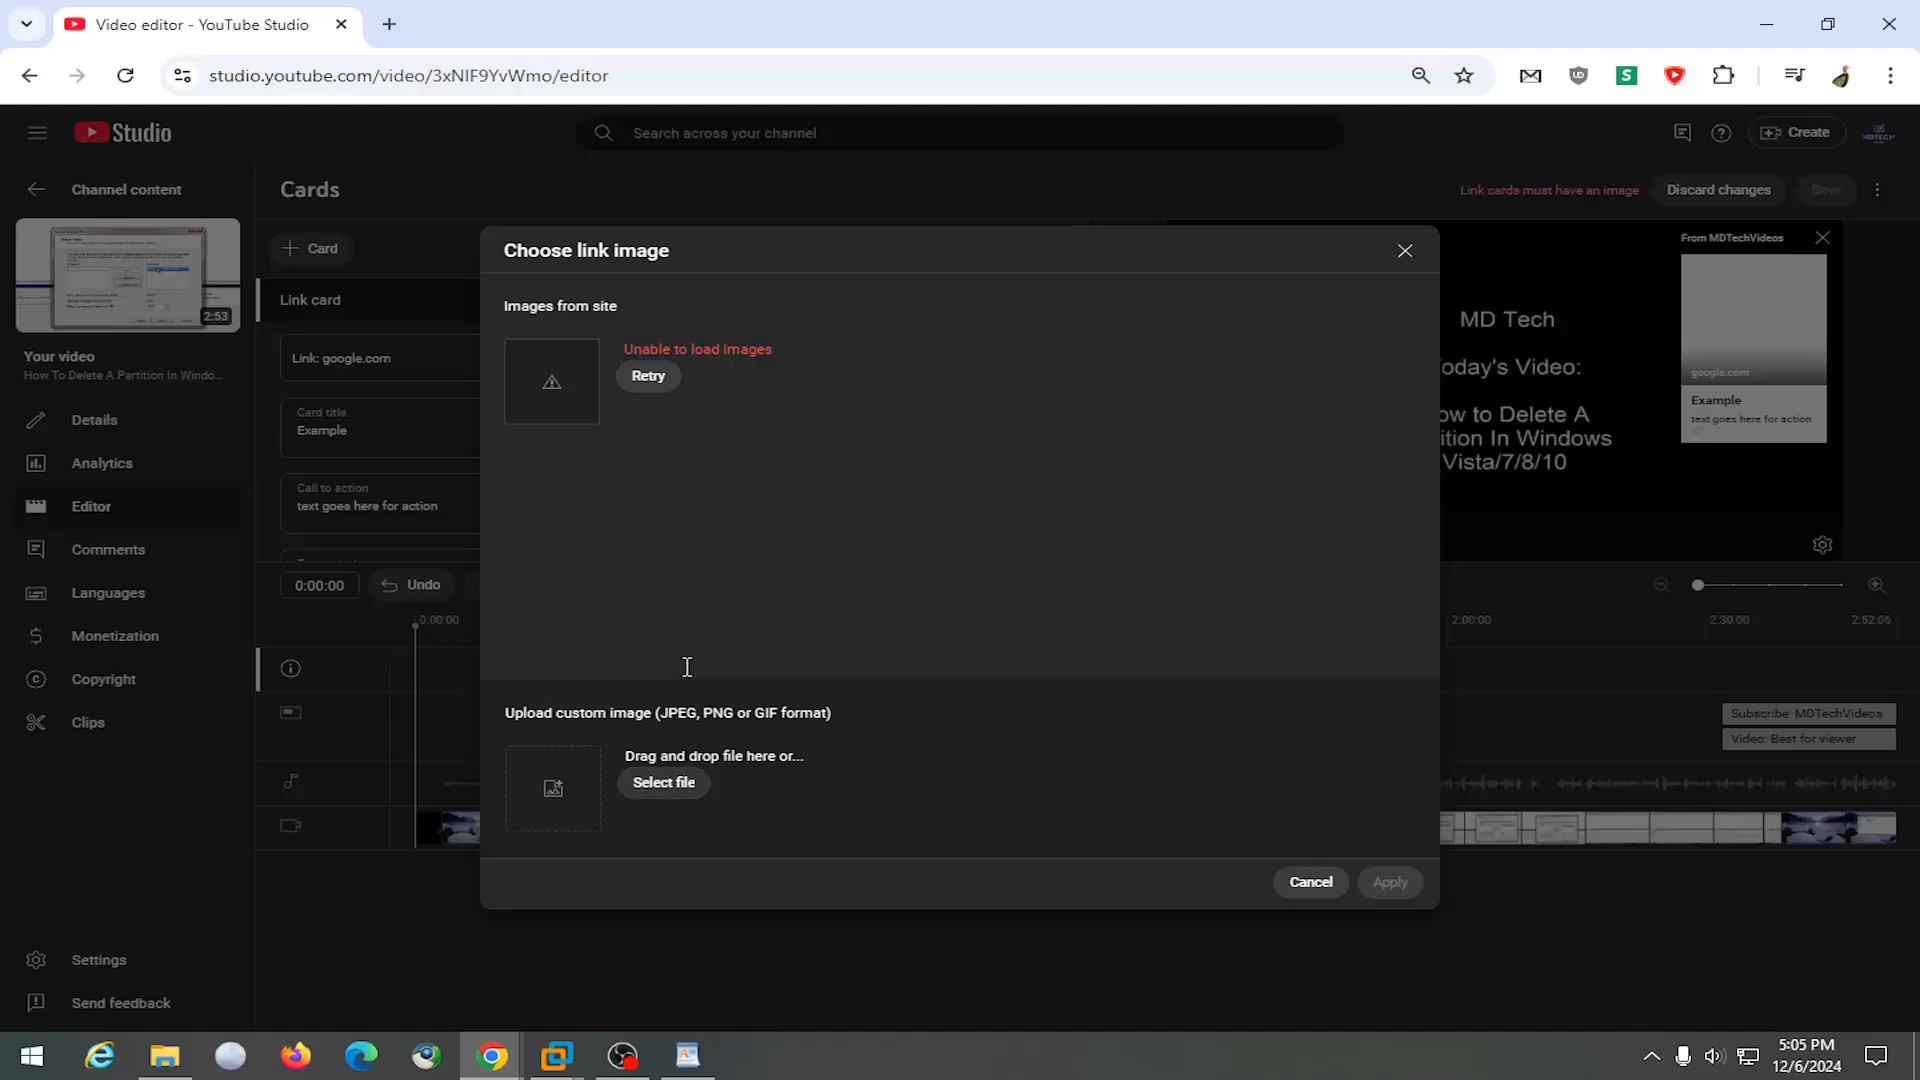 Video editor - YouTube Studio
studio.youtube.com/video/3xNlF9YvWmo/editor
Studio
Search across your channel
Create
Channel content
Cards
Link cards must have an image
Discard changes
Save
2:53
Your video
How To Delete A Partition In Windo...
Details
Analytics
Editor
Comments
Languages
Monetization
Copyright
Clips
Settings
Send feedback
Card
Link card
Link: google.com
Card title
Example
Call to action
text goes here for action
0:00:00
Undo
0:00:00
Choose link image
Images from site
Unable to load images
Retry
Upload custom image (JPEG, PNG or GIF format)
Drag and drop file here or...
Select file
Cancel
Apply
MD Tech
oday's Video:
ow to Delete A
ition In Windows
Vista/7/8/10
From MDTechVideos
google.com
Example
text goes here for action
2:00:00
2:30:00
2:52:06
Subscribe: MDTechVideos
Video: Best for viewer
5:05 PM
12/6/2024